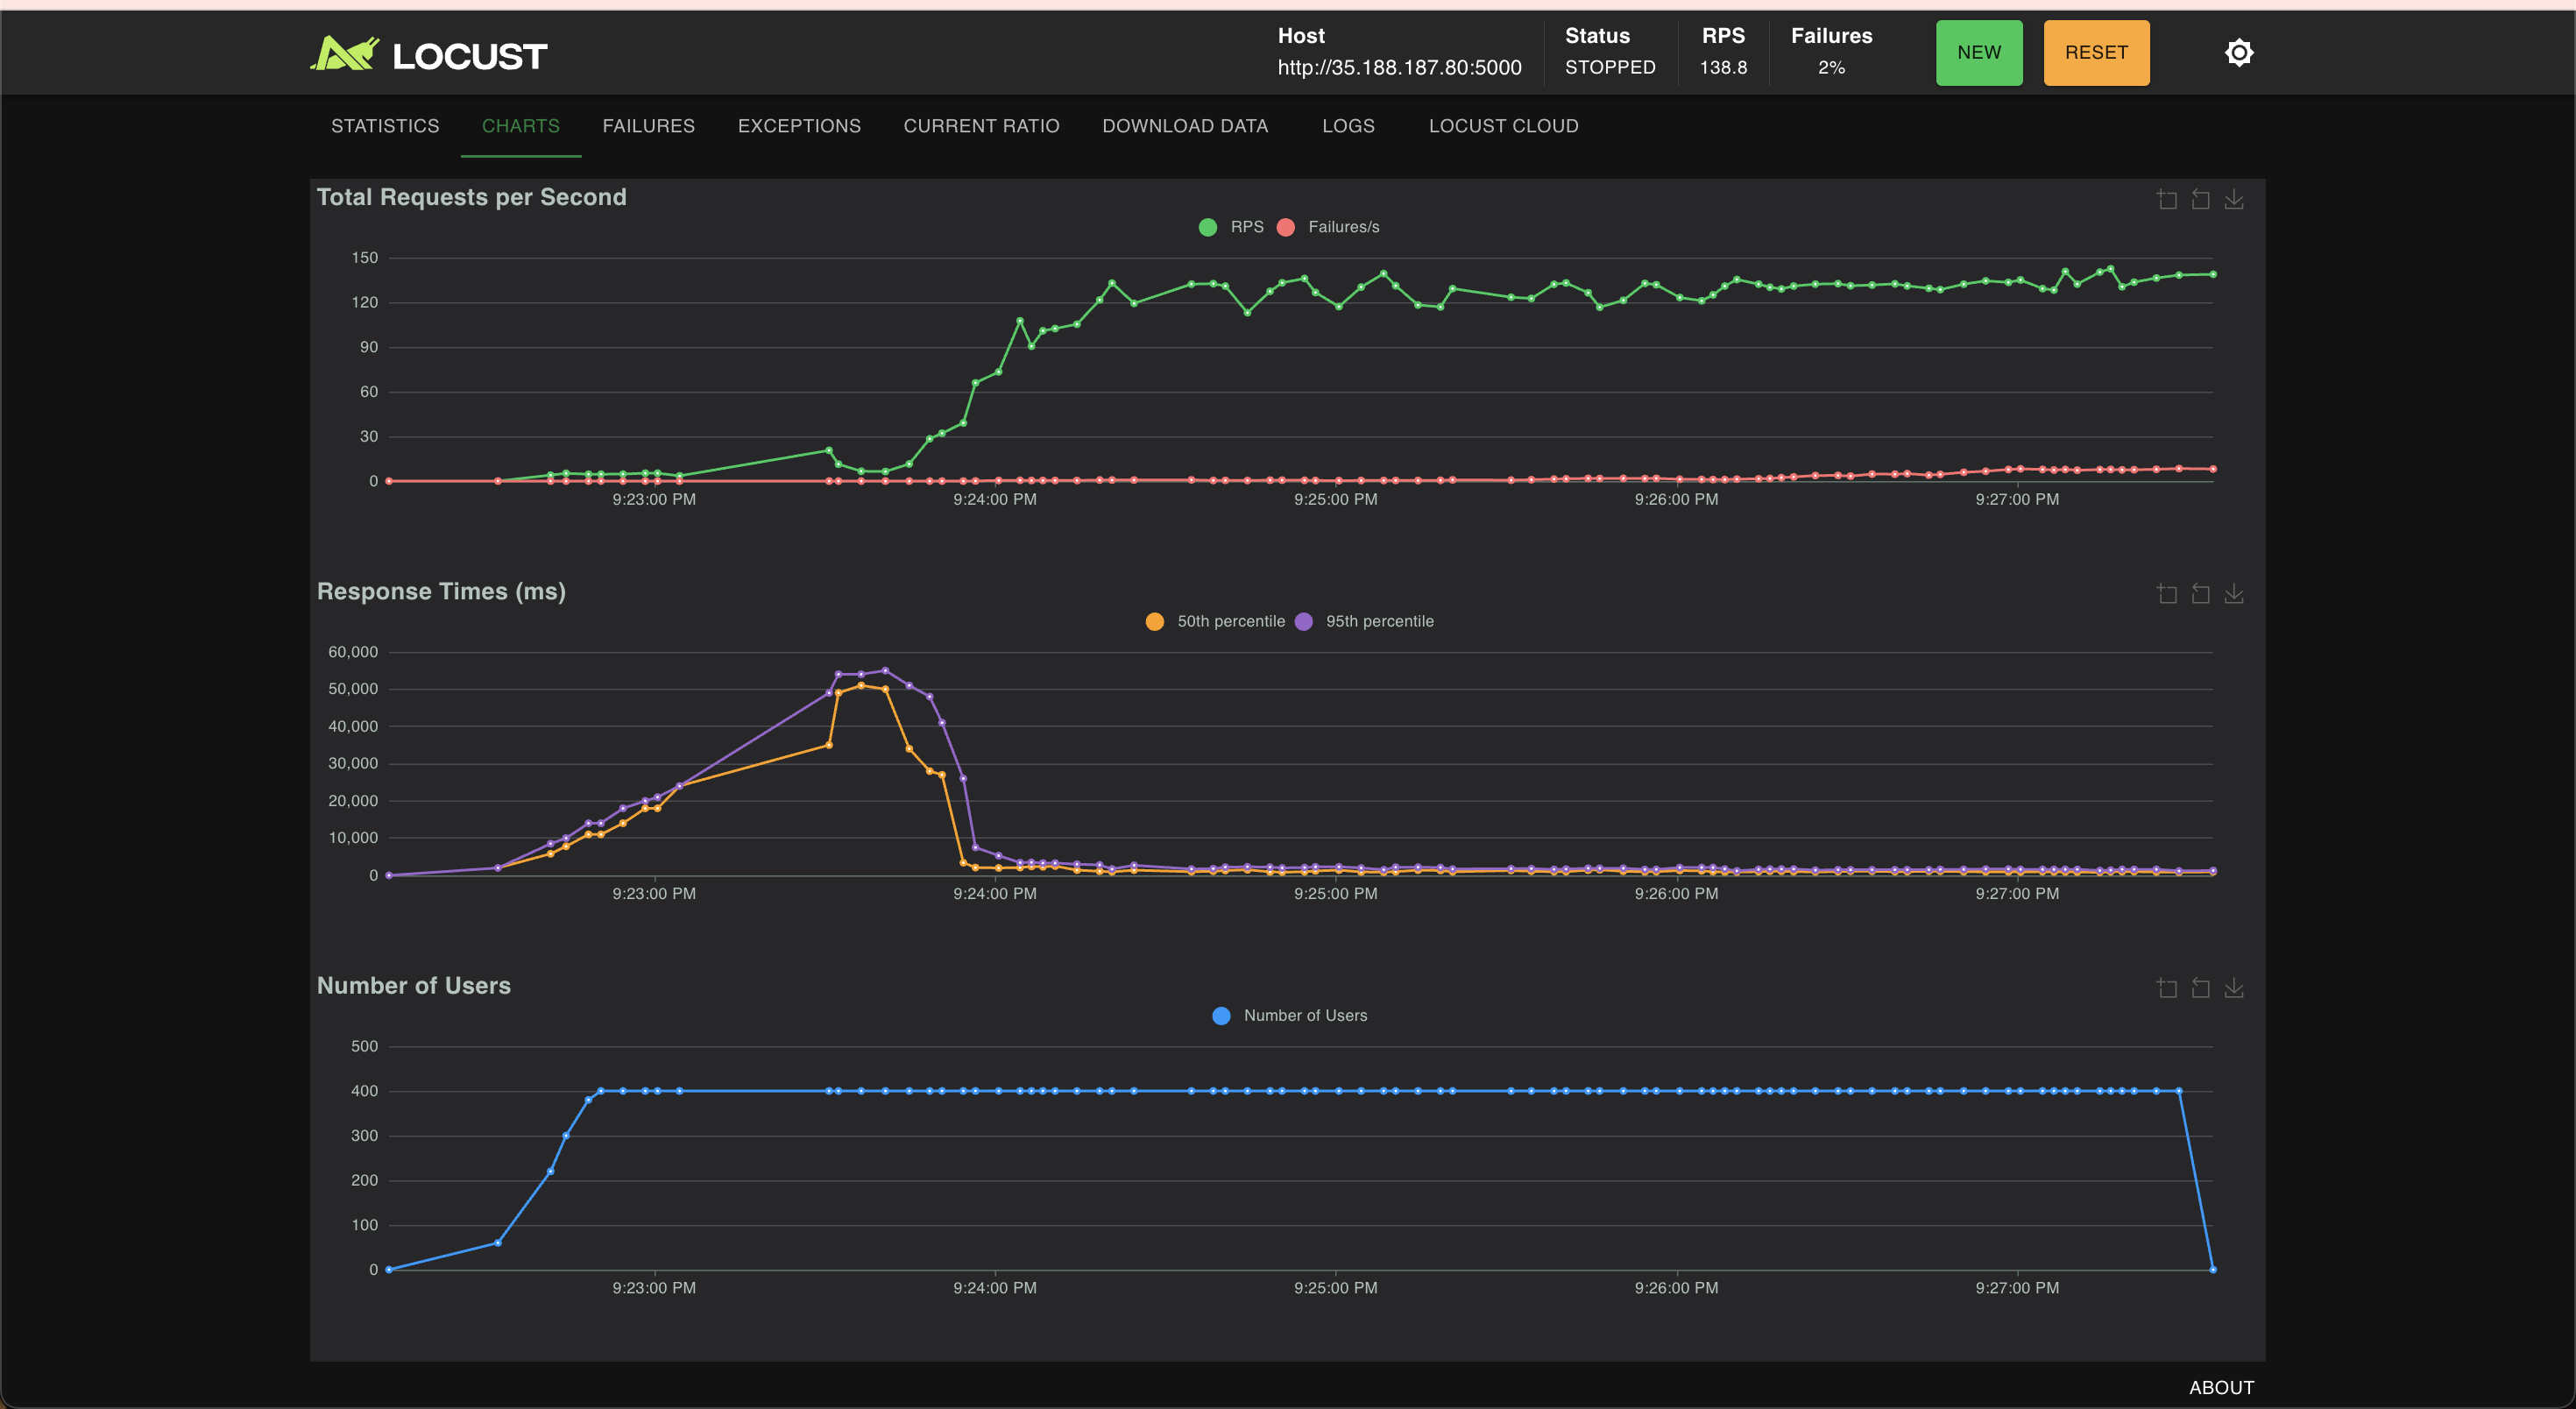 LOCUST
Host
http://35.188.187.80:5000
Status
STOPPED
RPS
138.8
Failures
2%
NEW
RESET
STATISTICS
CHARTS
FAILURES
EXCEPTIONS
CURRENT RATIO
DOWNLOAD DATA
LOGS
LOCUST CLOUD
Total Requests per Second
RPS
Failures/s
150
120
90
60
30
0
9:23:00 PM
9:24:00 PM
9:25:00 PM
9:26:00 PM
9:27:00 PM
Response Times (ms)
50th percentile
95th percentile
60,000
50,000
40,000
30,000
20,000
10,000
0
9:23:00 PM
9:24:00 PM
9:25:00 PM
9:26:00 PM
9:27:00 PM
Number of Users
Number of Users
500
400
300
200
100
0
9:23:00 PM
9:24:00 PM
9:25:00 PM
9:26:00 PM
9:27:00 PM
ABOUT